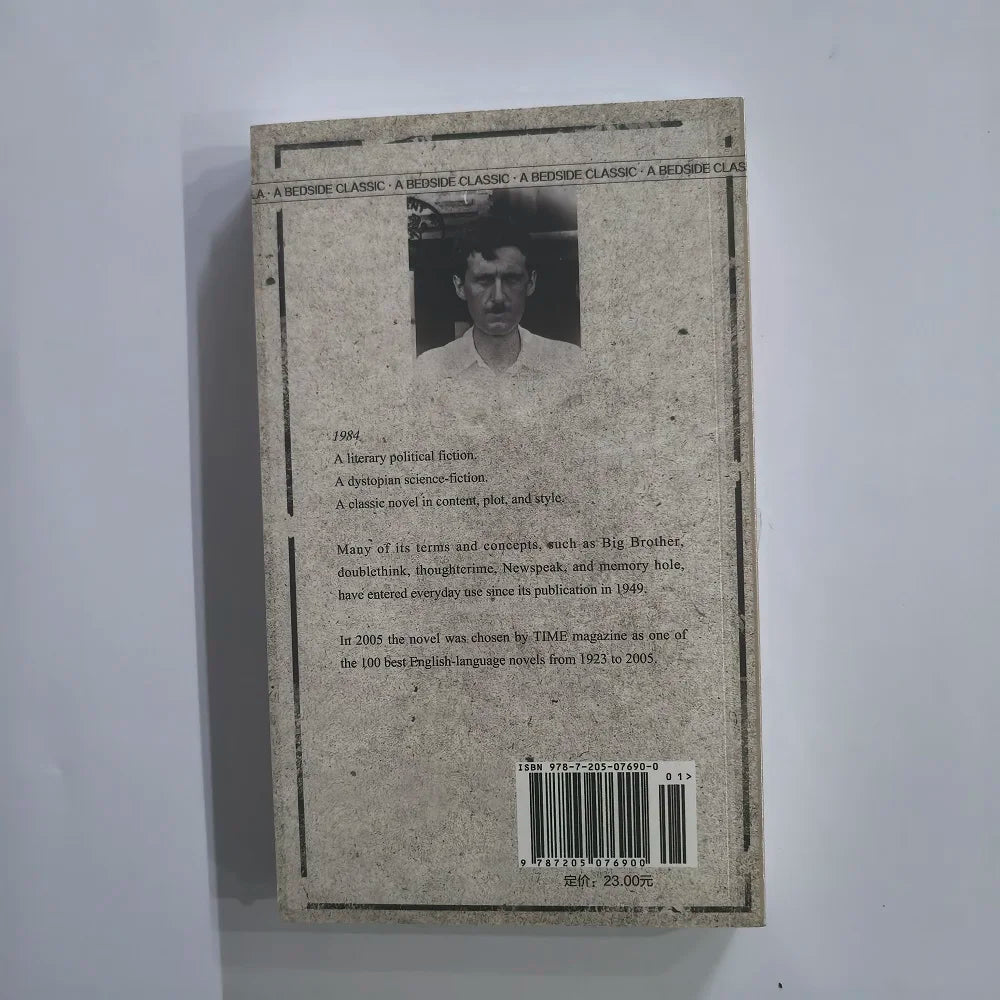 LA · A BEDSIDE CLASSIC · A BEDSIDE CLASSIC · A BEDSIDE CLASSIC · A BEDSIDE CLAS
1984
A literary political fiction.
A dystopian science-fiction.
A classic novel in content, plot, and style.
Many of its terms and concepts, such as Big Brother,
doublethink, thoughtcrime, Newspeak, and memory hole,
have entered everyday use since its publication in 1949.
In 2005 the novel was chosen by TIME magazine as one of
the 100 best English-language novels from 1923 to 2005.
ISBN 978-7-205-07690-0
01>
9 787205 076900
定价：23.00元